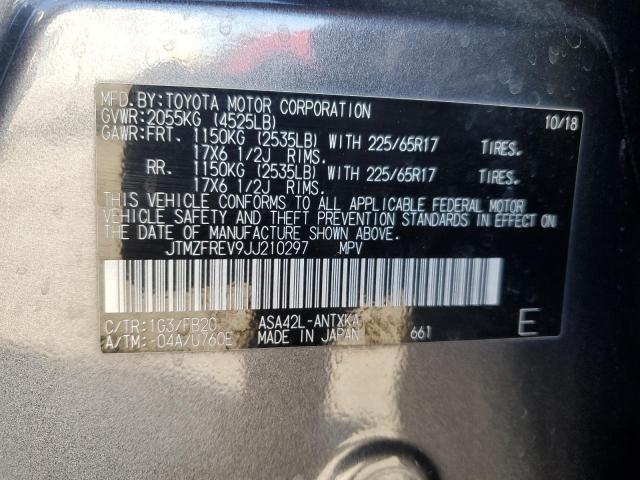 MFD.BY:TOYOTA MOTOR CORPORATION 10/18
GVWR:2055KG (4525LB)
GAWR:FRT. 1150KG (2535LB) WITH 225/65R17 TIRES.
17X6 1/2J RIMS.
RR. 1150KG (2535LB) WITH 225/65R17 TIRES.
17X6 1/2J RIMS.
THIS VEHICLE CONFORMS TO ALL APPLICABLE FEDERAL MOTOR
VEHICLE SAFETY AND THEFT PREVENTION STANDARDS IN EFFECT ON
THE DATE OF MANUFACTURE SHOWN ABOVE.
JTMZFREV9JJ210297 MPV
C/TR:1G3/FB20 ASA42L-ANTXKA E
A/TM:-04A/U760E MADE IN JAPAN 661